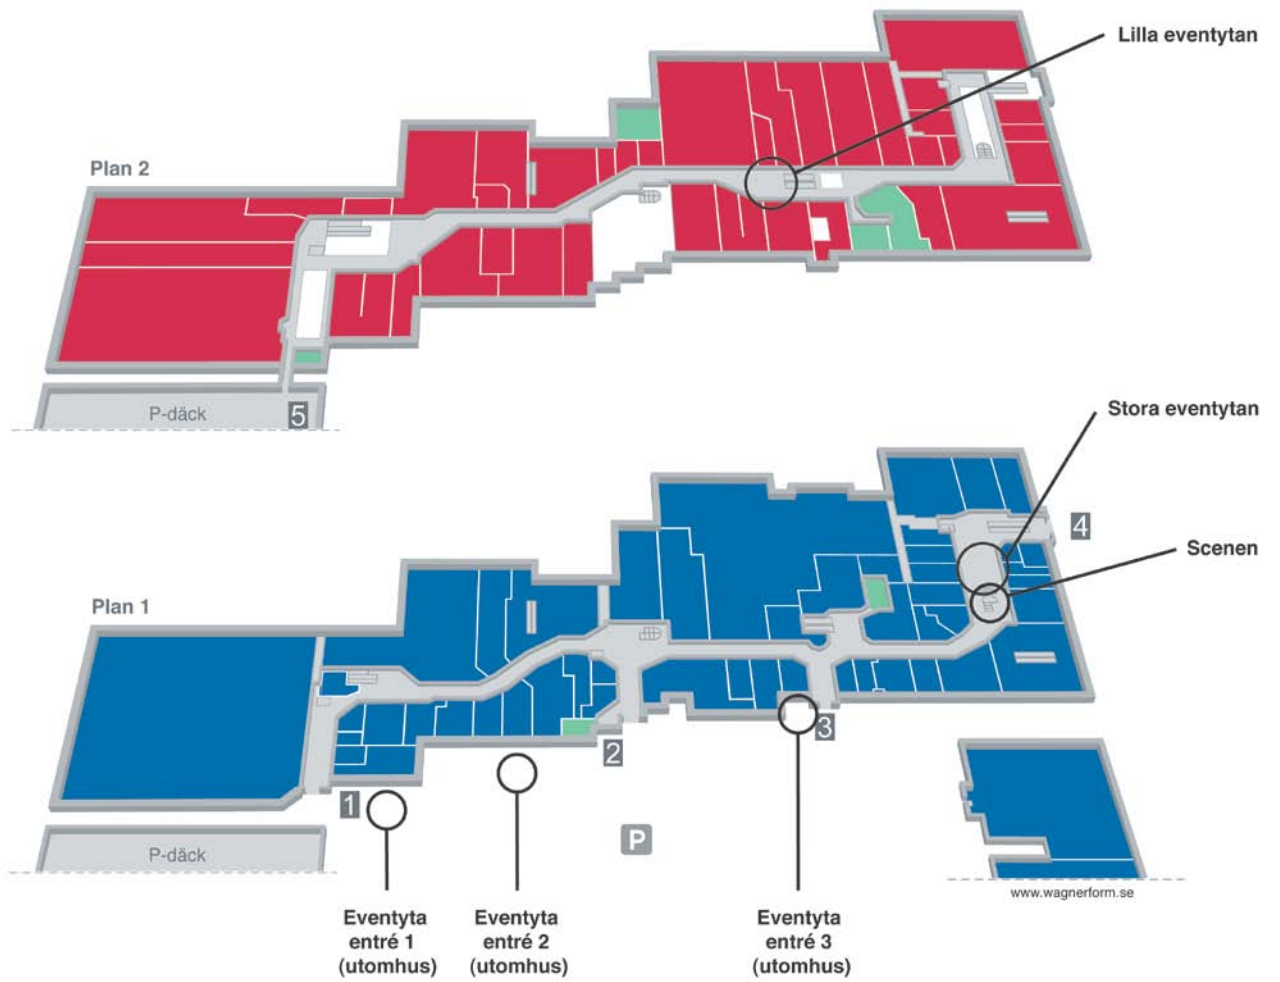 Lilla eventytan
Plan 2
P-däck
5
Stora eventytan
4
Scenen
Plan 1
3
2
1
P
P-däck
www.wagnerform.se
Eventyta
entré 1
(utomhus)
Eventyta
entré 2
(utomhus)
Eventyta
entré 3
(utomhus)